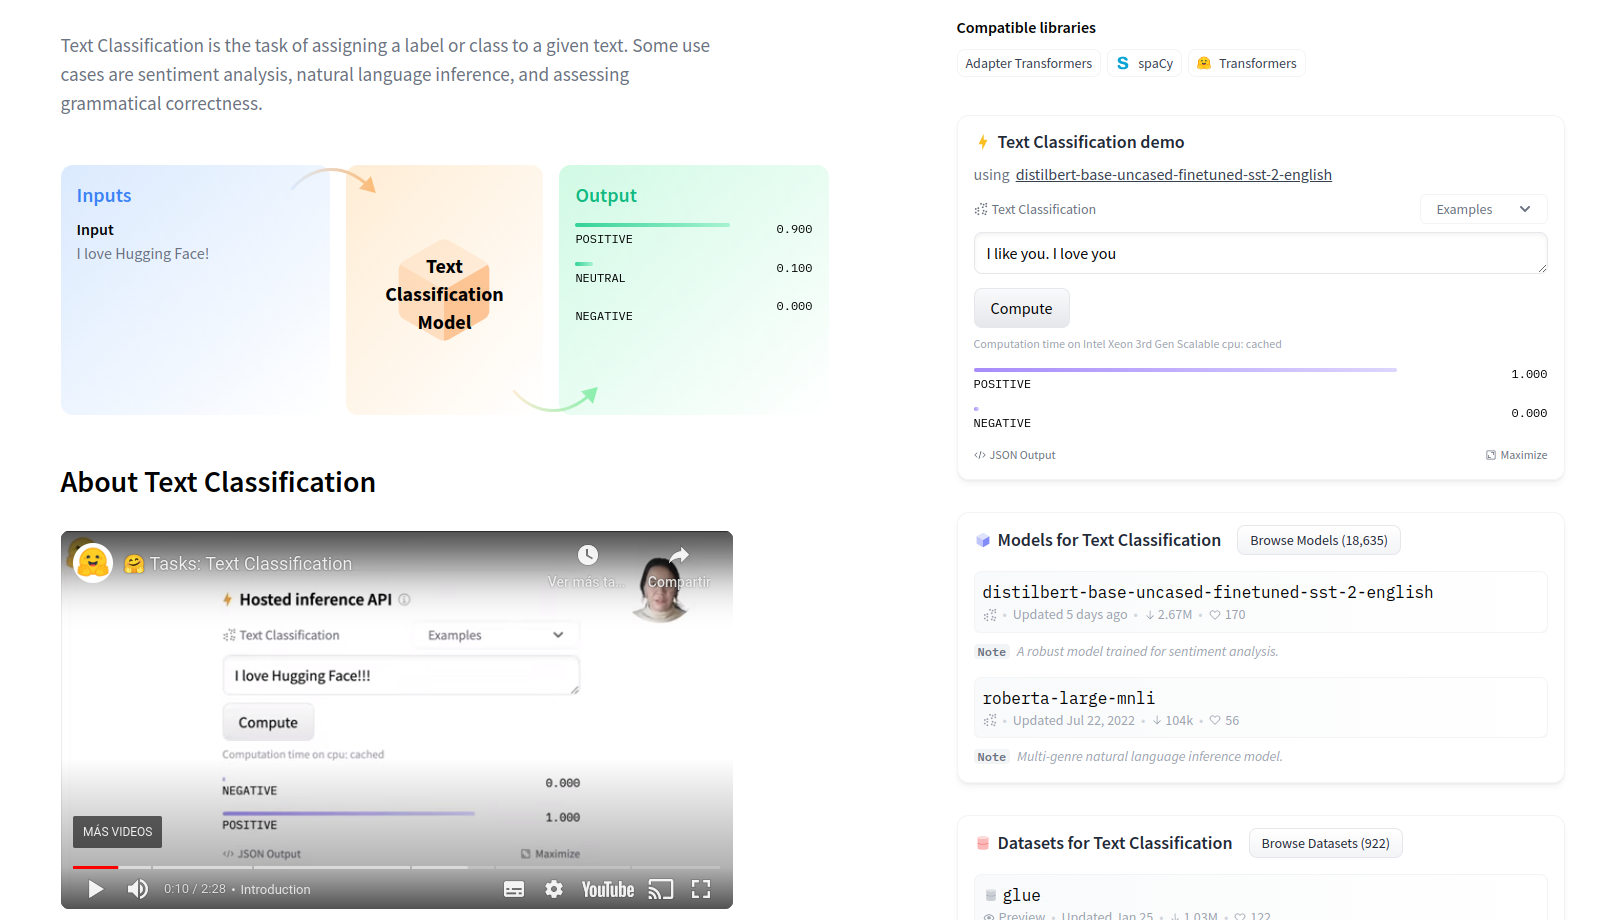 Text Classification is the task of assigning a label or class to a given text. Some use
cases are sentiment analysis, natural language inference, and assessing
grammatical correctness.
Inputs
Input
I love Hugging Face!
Text
Classification
Model
Output
POSITIVE 0.900
NEUTRAL 0.100
NEGATIVE 0.000
About Text Classification
🤗 Tasks: Text Classification
Ver más ta... Compartir
Hosted inference API
Text Classification Examples
I love Hugging Face!!!
Compute
Computation time on cpu: cached
NEGATIVE 0.000
POSITIVE 1.000
</> JSON Output Maximize
MÁS VIDEOS
0:10 / 2:28 • Introduction YouTube
Compatible libraries
Adapter Transformers S spaCy 🤗 Transformers
⚡ Text Classification demo
using distilbert-base-uncased-finetuned-sst-2-english
Text Classification Examples
I like you. I love you
Compute
Computation time on Intel Xeon 3rd Gen Scalable cpu: cached
POSITIVE 1.000
NEGATIVE 0.000
</> JSON Output Maximize
Models for Text Classification Browse Models (18,635)
distilbert-base-uncased-finetuned-sst-2-english
• Updated 5 days ago • ↓ 2.67M • ♡ 170
Note A robust model trained for sentiment analysis.
roberta-large-mnli
• Updated Jul 22, 2022 • ↓ 104k • ♡ 56
Note Multi-genre natural language inference model.
Datasets for Text Classification Browse Datasets (922)
glue
Preview • Updated Jan 25 • ↓ 1.03M • ♡ 122